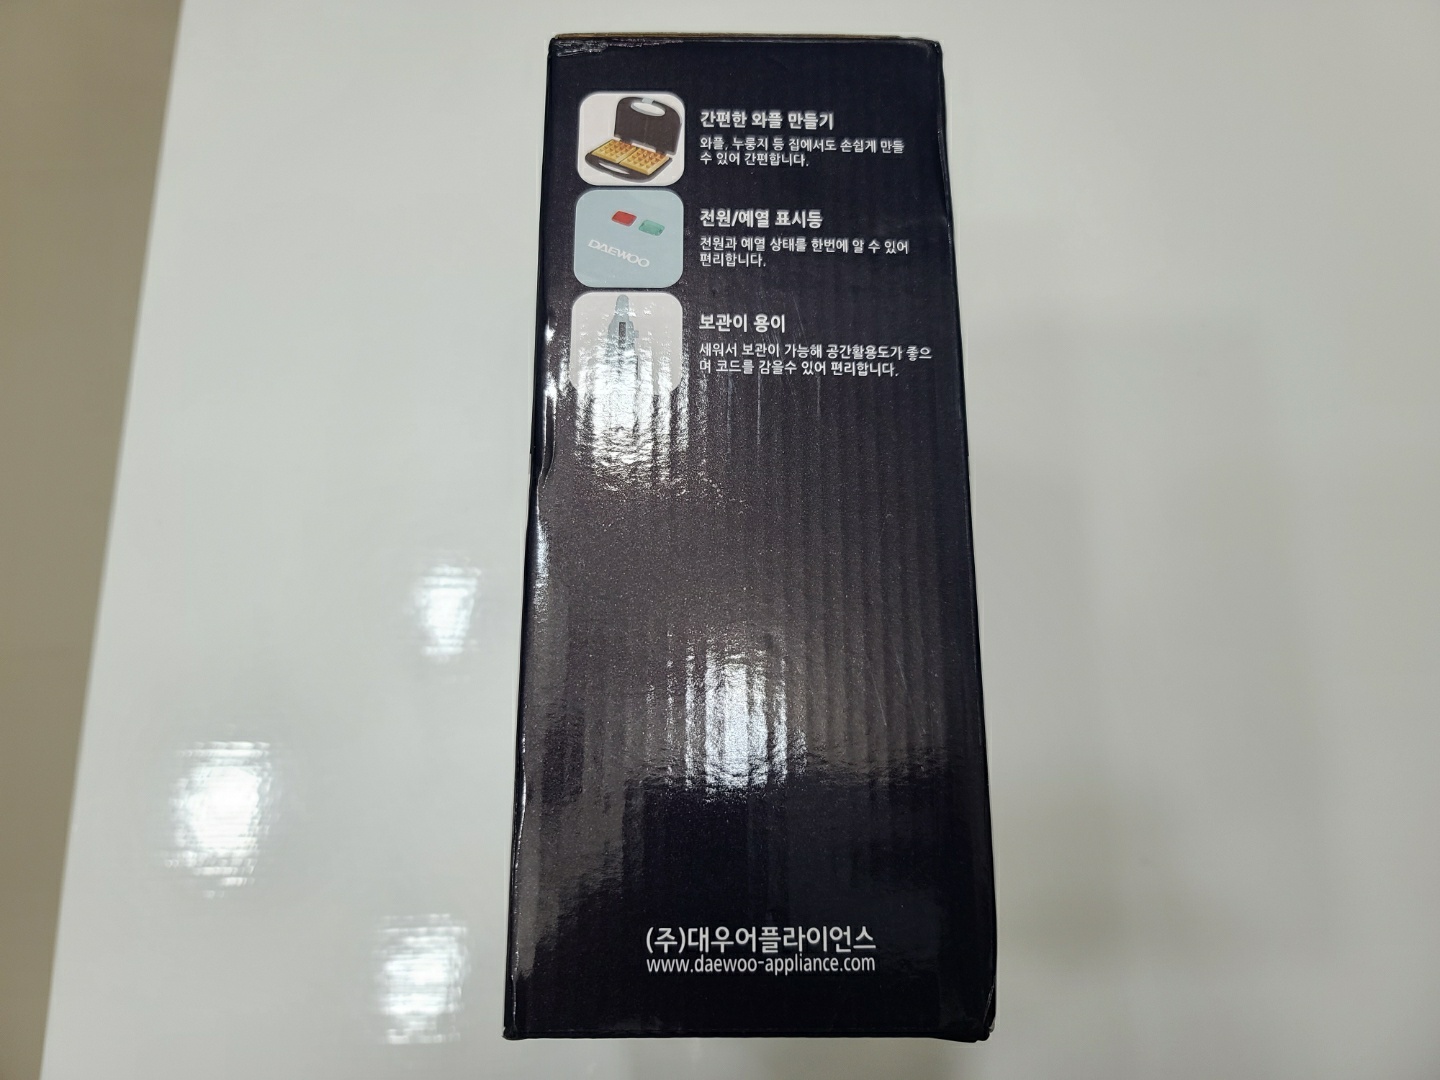 간편한 와플 만들기
와플, 누룽지 등 집에서도 손쉽게 만들
수 있어 간편합니다.
DAEWOO
전원/예열 표시등
전원과 예열 상태를 한번에 알 수 있어
편리합니다.
보관이 용이
세워서 보관이 가능해 공간활용도가 좋으
며 코드를 감을수 있어 편리합니다.
(주)대우어플라이언스
www.daewoo-appliance.com